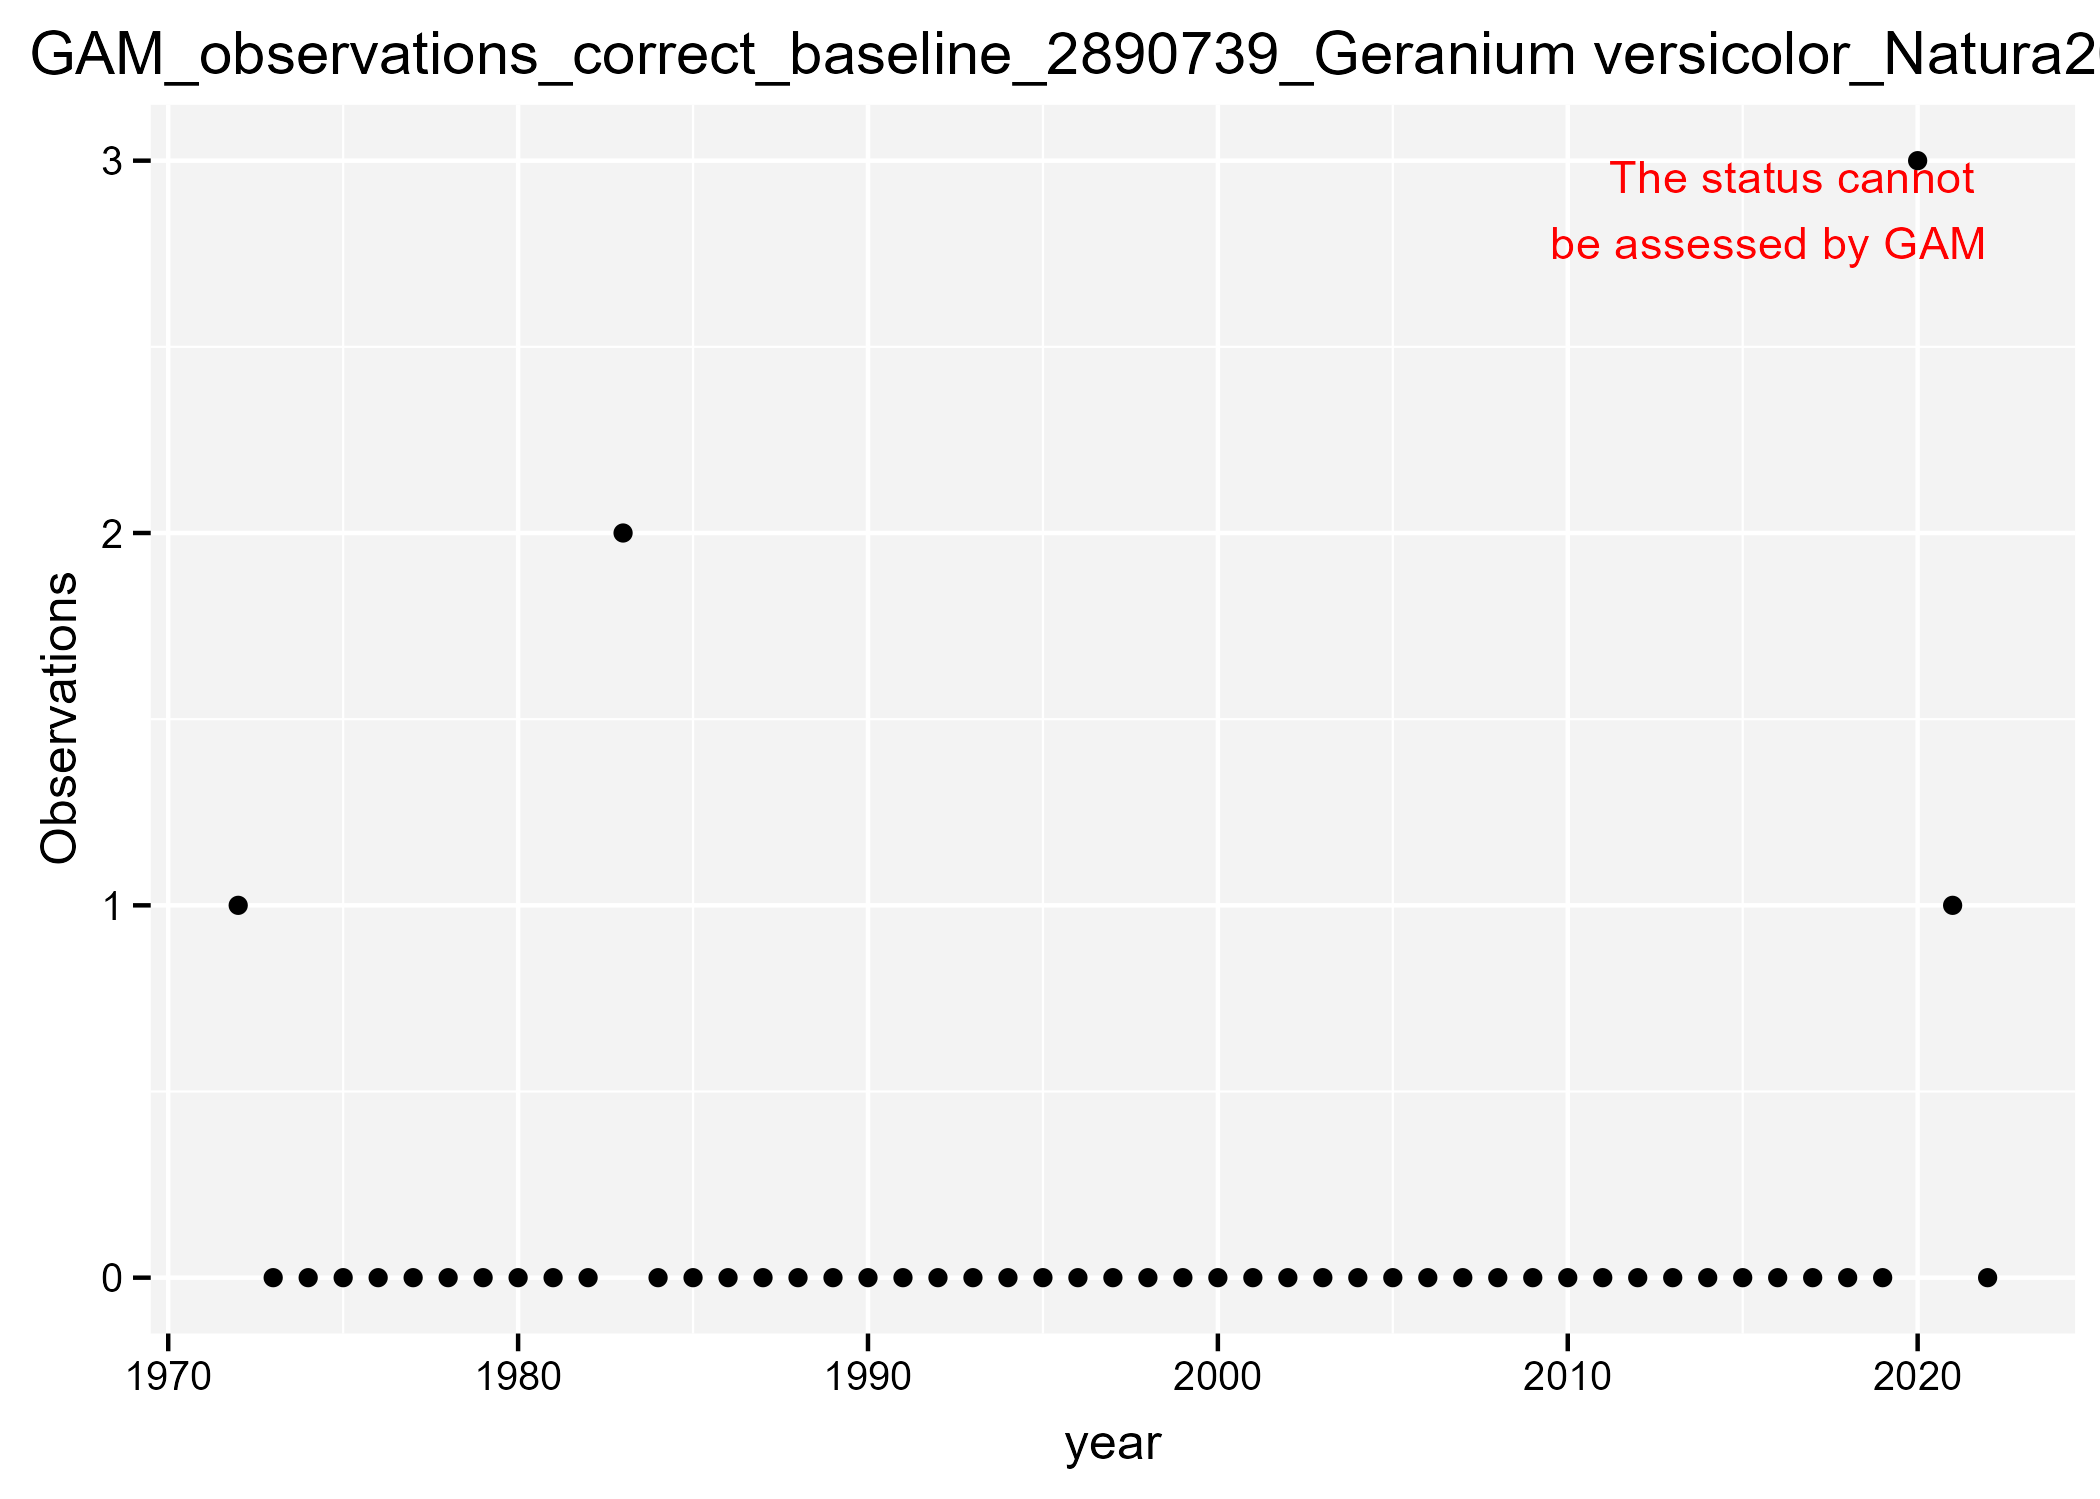 GAM_observations_correct_baseline_2890739_Geranium versicolor_Natura2
3
The status cannot
be assessed by GAM
2
Observations
1
0
1970 1980 1990 2000 2010 2020
year